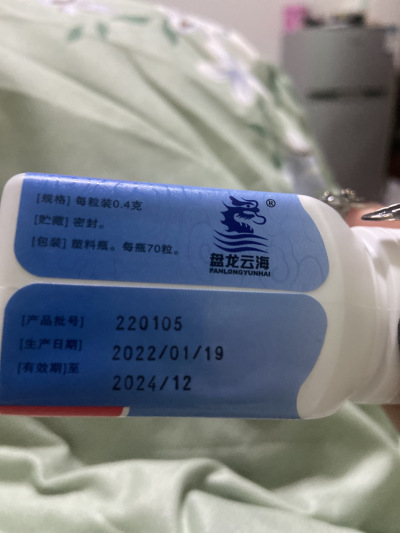 [规格] 每粒装0.4克
[贮藏] 密封。
[包装] 塑料瓶。每瓶70粒。
®
盘龙云海
PANLONGYUNHAI
[产品批号] 220105
[生产日期] 2022/01/19
[有效期]至 2024/12